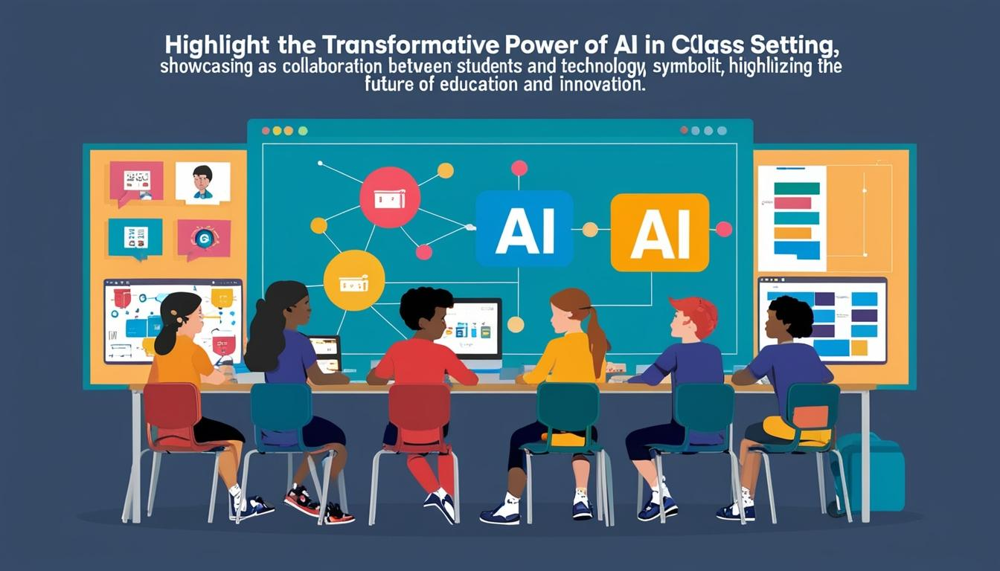 Highlight the Transformative Power of AI in C(lass Setting,
showcasing as collaboration between students and technology, symbolit, highlizing the
future of education and innovation.
AI
AI